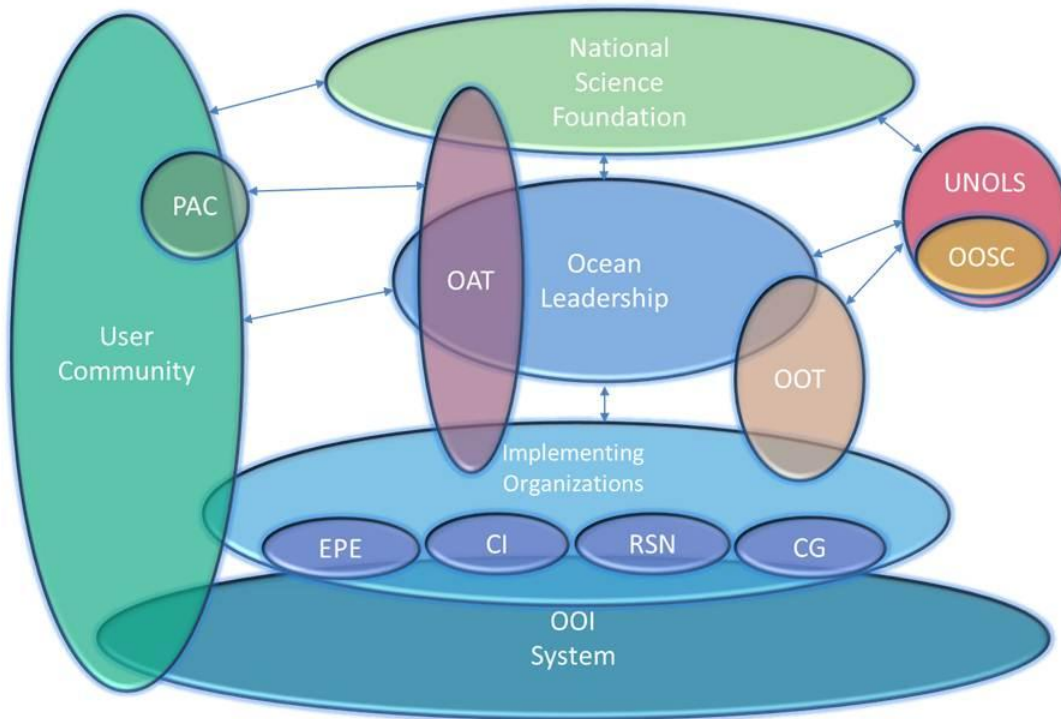 National
Science
Foundation
UNOLS
PAC
OOSC
Ocean
Leadership
OAT
User
Community
OOT
Implementing
Organizations
EPE
CI
RSN
CG
OOI
System